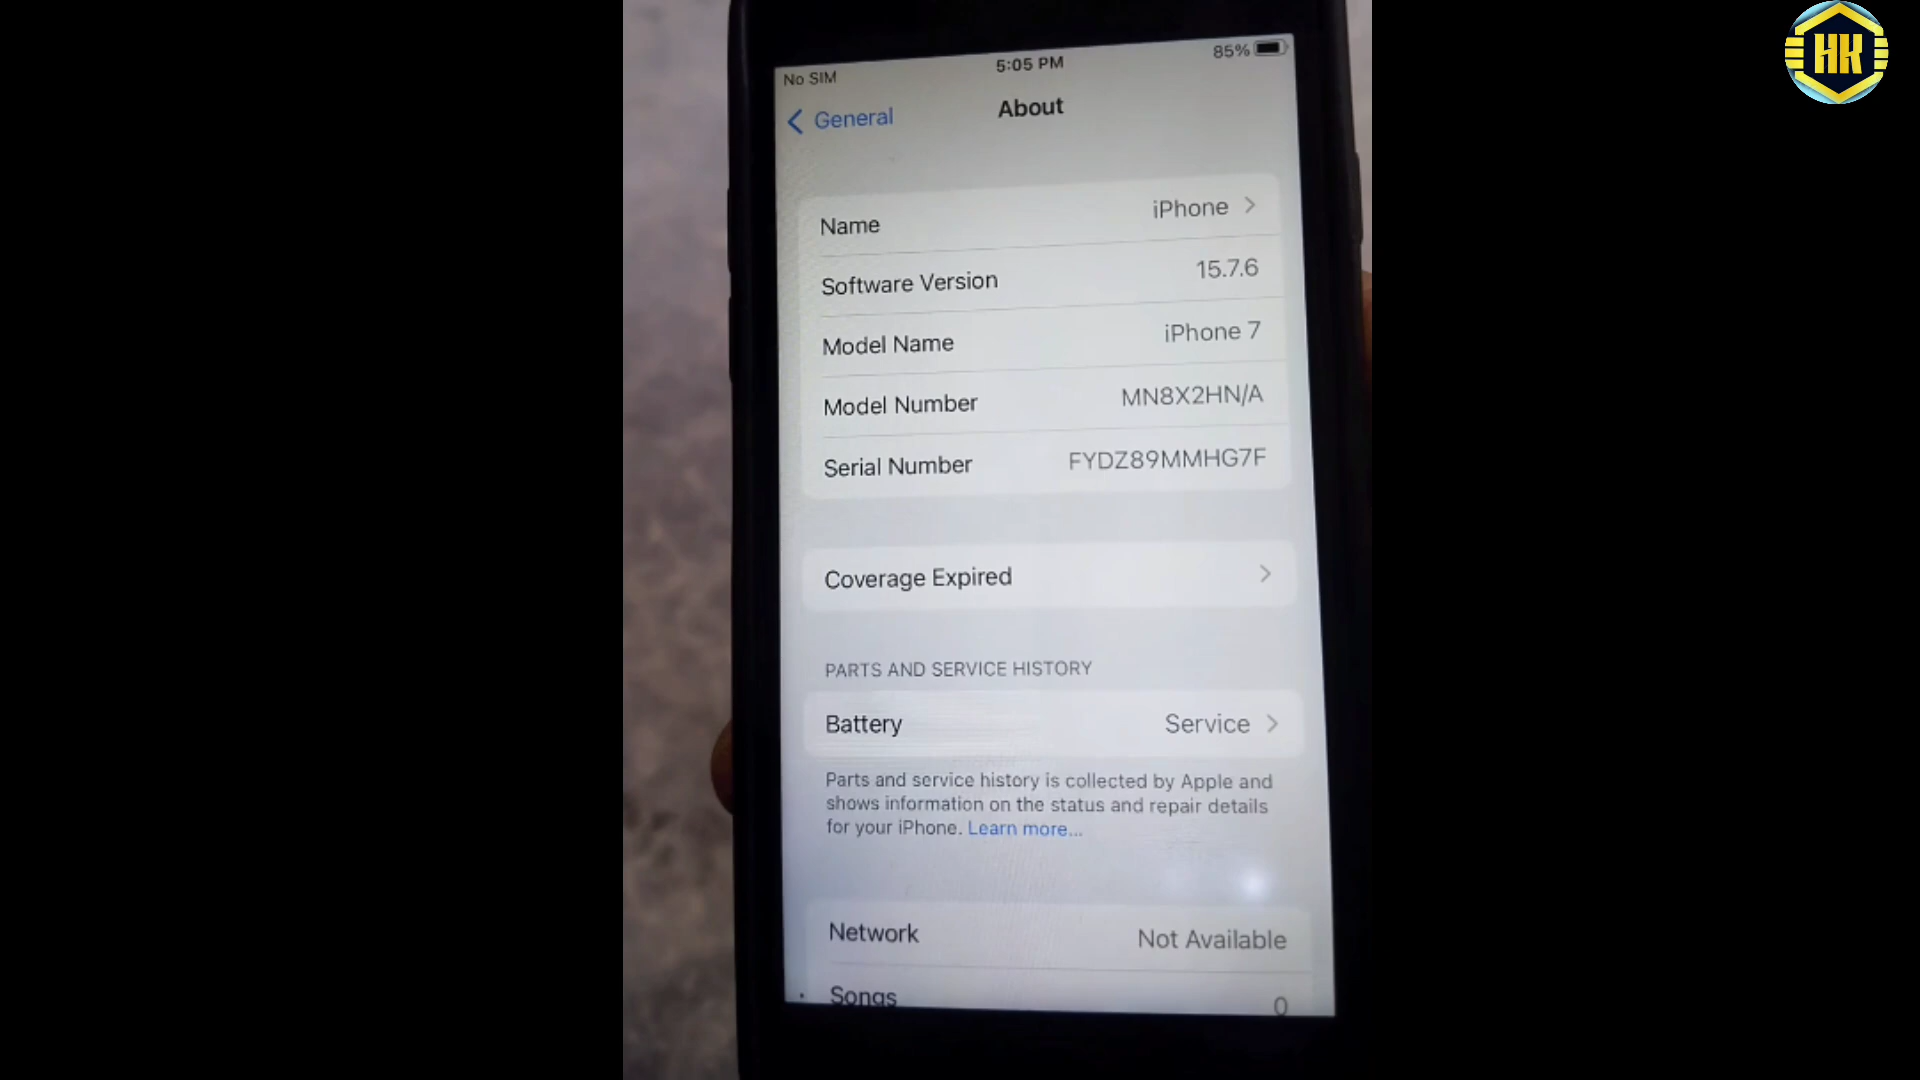 HK
No SIM
5:05 PM
85%
General
About
Name iPhone
Software Version 15.7.6
Model Name iPhone 7
Model Number MN8X2HN/A
Serial Number FYDZ89MMHG7F
Coverage Expired
PARTS AND SERVICE HISTORY
Battery Service
Parts and service history is collected by Apple and
shows information on the status and repair details
for your iPhone. Learn more...
Network Not Available
Songs 0